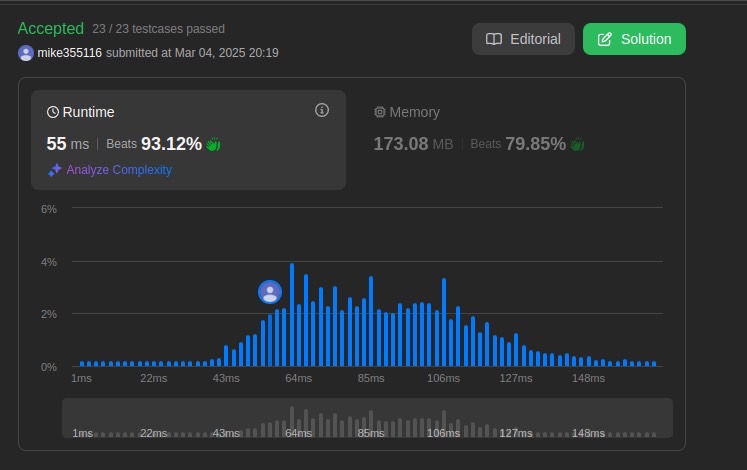 Accepted 23 / 23 testcases passed
mike355116 submitted at Mar 04, 2025 20:19
Editorial
Solution
Runtime
55 ms | Beats 93.12%
Analyze Complexity
Memory
173.08 MB | Beats 79.85%
6%
4%
2%
0%
1ms 22ms 43ms 64ms 85ms 106ms 127ms 148ms
1ms 22ms 43ms 64ms 85ms 106ms 127ms 148ms